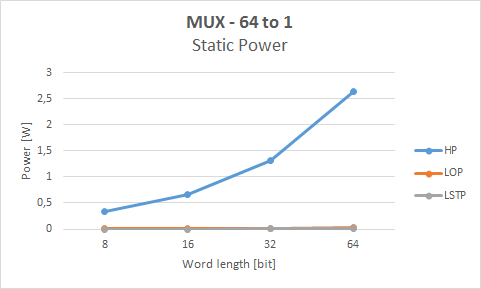 MUX - 64 to 1
Static Power
3
2,5
2
1,5
1
0,5
0
Power [W]
8 16 32 64
Word length [bit]
HP
LOP
LSTP